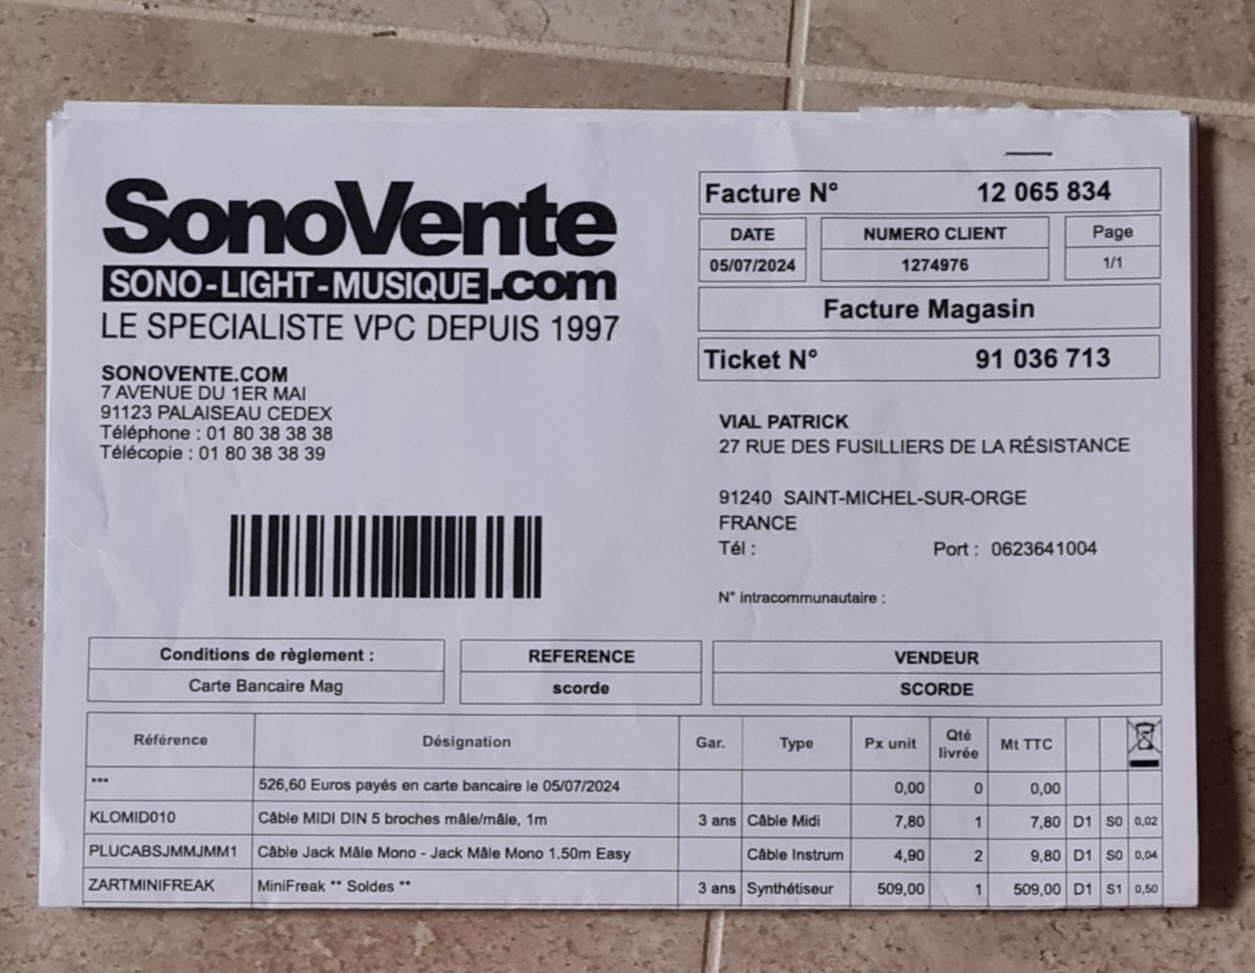 SonoVente
SONO-LIGHT-MUSIQUE.com
LE SPECIALISTE VPC DEPUIS 1997
SONOVENTE.COM
7 AVENUE DU 1ER MAI
91123 PALAISEAU CEDEX
Téléphone : 01 80 38 38 38
Télécopie : 01 80 38 38 39
Facture N° 12 065 834
DATE NUMERO CLIENT Page
05/07/2024 1274976 1/1
Facture Magasin
Ticket N° 91 036 713
VIAL PATRICK
27 RUE DES FUSILLIERS DE LA RÉSISTANCE
91240 SAINT-MICHEL-SUR-ORGE
FRANCE
Tél : Port : 0623641004
N° intracommunautaire :
Conditions de règlement : REFERENCE VENDEUR
Carte Bancaire Mag scorde SCORDE
Référence Désignation Gar. Type Px unit Qté livrée Mt TTC
*** 526,60 Euros payés en carte bancaire le 05/07/2024 0,00 0 0,00
KLOMID010 Câble MIDI DIN 5 broches mâle/mâle, 1m 3 ans Câble Midi 7,80 1 7,80 D1 S0 0,02
PLUCABSJMMJMM1 Câble Jack Mâle Mono - Jack Mâle Mono 1.50m Easy Câble Instrum 4,90 2 9,80 D1 S0 0,04
ZARTMINIFREAK MiniFreak ** Soldes ** 3 ans Synthétiseur 509,00 1 509,00 D1 S1 0,50